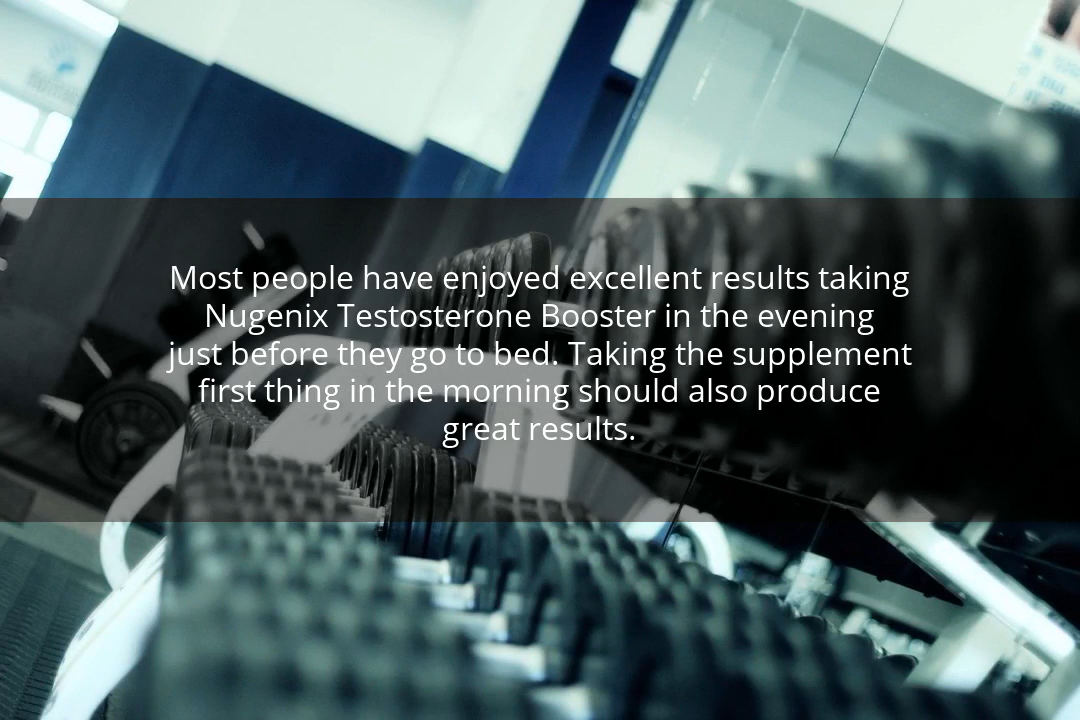 Most people have enjoyed excellent results taking
Nugenix Testosterone Booster in the evening
just before they go to bed. Taking the supplement
first thing in the morning should also produce
great results.